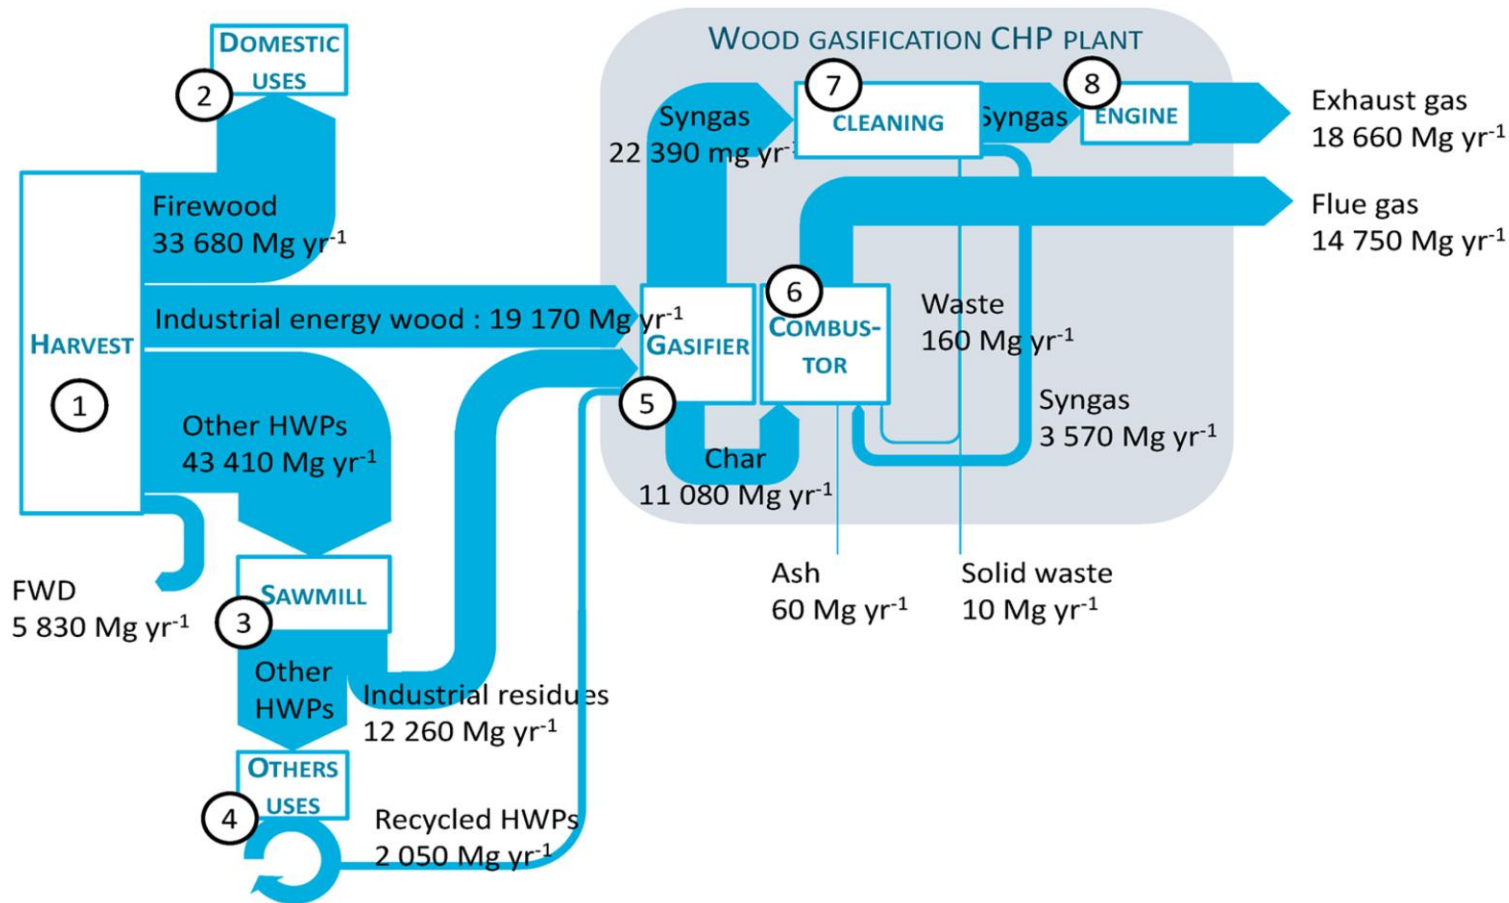 WOOD GASIFICATION CHP PLANT
DOMESTIC
USES
2
7
CLEANING
8
ENGINE
Syngas
22 390 mg yr-1
Syngas
Exhaust gas
18 660 Mg yr-1
Flue gas
14 750 Mg yr-1
Firewood
33 680 Mg yr-1
Industrial energy wood : 19 170 Mg yr-1
HARVEST
1
GASIFIER
5
6
COMBUS-
TOR
Waste
160 Mg yr-1
Syngas
3 570 Mg yr-1
Other HWPs
43 410 Mg yr-1
Char
11 080 Mg yr-1
Ash
60 Mg yr-1
Solid waste
10 Mg yr-1
FWD
5 830 Mg yr-1
SAWMILL
3
Other
HWPs
Industrial residues
12 260 Mg yr-1
OTHERS
USES
4
Recycled HWPs
2 050 Mg yr-1